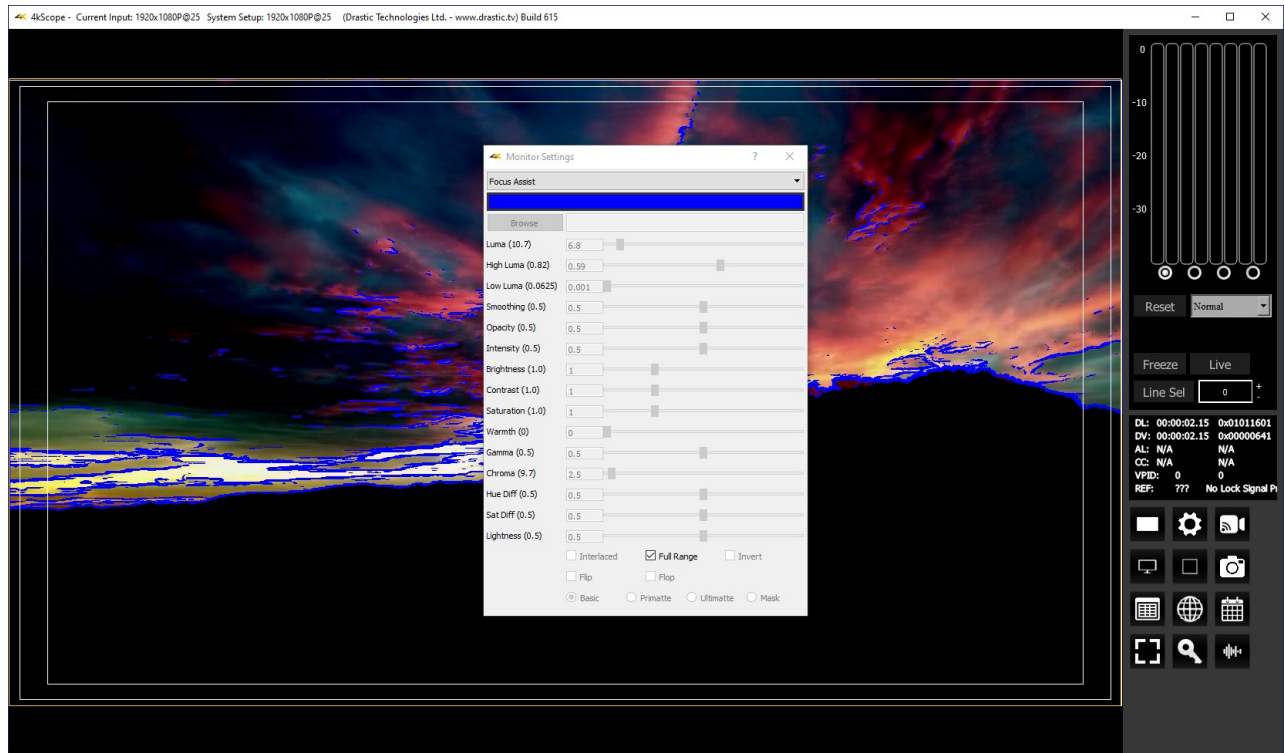 4kScope - Current Input: 1920x1080P@25 System Setup: 1920x1080P@25 (Drastic Technologies Ltd. - www.drastic.tv) Build 615
Monitor Settings ?
Focus Assist
Browse
Luma (10.7) 6.8
High Luma (0.82) 0.59
Low Luma (0.0625) 0.001
Smoothing (0.5) 0.5
Opacity (0.5) 0.5
Intensity (0.5) 0.5
Brightness (1.0) 1
Contrast (1.0) 1
Saturation (1.0) 1
Warmth (0) 0
Gamma (0.5) 0.5
Chroma (9.7) 2.5
Hue Diff (0.5) 0.5
Sat Diff (0.5) 0.5
Lightness (0.5) 0.5
Interlaced Full Range Invert
Flip Flop
Basic Primatte Ultimatte Mask
0
-10
-20
-30
Reset Normal
Freeze Live
Line Sel 0 + -
DL: 00:00:02.15 0x01011601
DV: 00:00:02.15 0x00000641
AL: N/A N/A
CC: N/A N/A
VPID: 0 0
REF: ??? No Lock Signal Pr